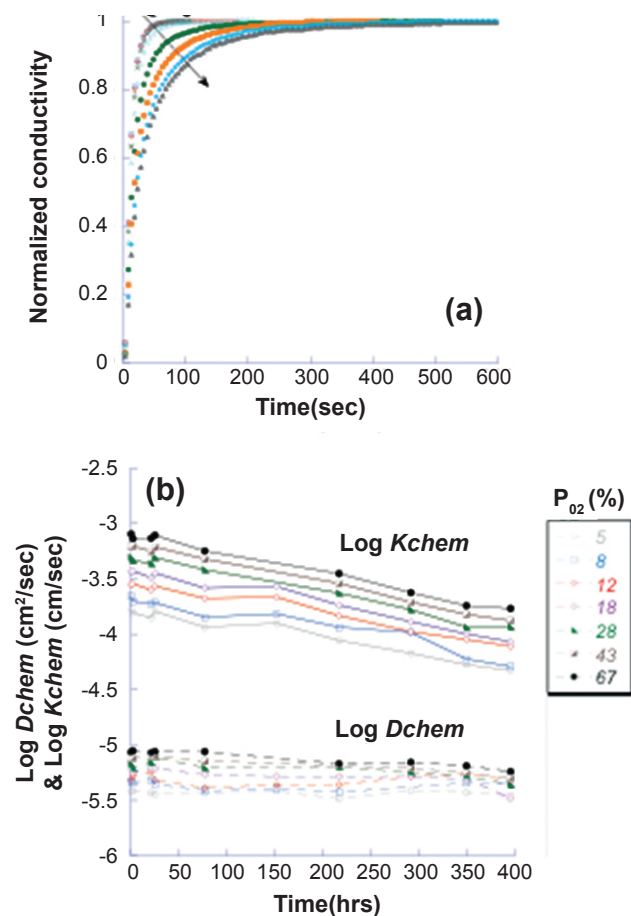 1
0.8
0.6
0.4
0.2
0
Normalized conductivity
(a)
0 100 200 300 400 500 600
Time(sec)
-2.5
-3
-3.5
-4
-4.5
-5
-5.5
-6
Log Dchem (cm²/sec)
& Log Kchem (cm/sec)
(b)
Log Kchem
Log Dchem
0 50 100 150 200 250 300 350 400
Time(hrs)
P02 (%)
5
8
12
18
28
43
67